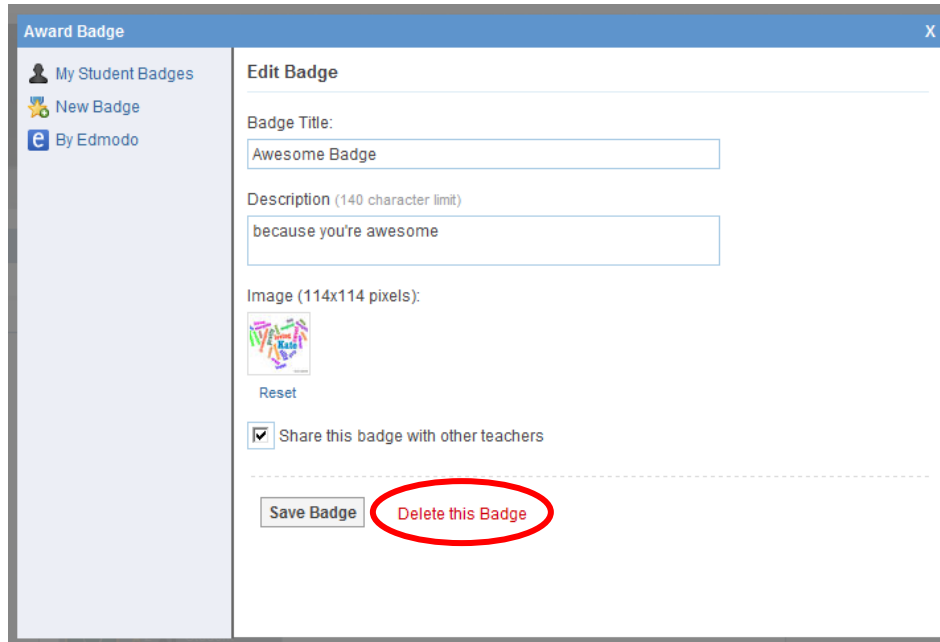 Award Badge
X
My Student Badges
New Badge
By Edmodo
Edit Badge
Badge Title:
Awesome Badge
Description (140 character limit)
because you're awesome
Image (114x114 pixels):
Kate
Reset
Share this badge with other teachers
Save Badge
Delete this Badge